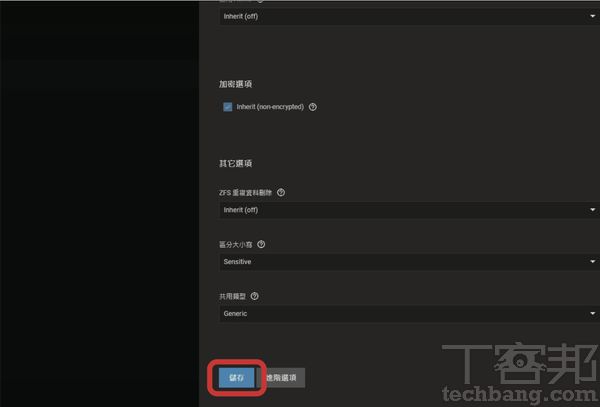 Inherit (off)
加密選項
Inherit (non-encrypted)
其它選項
ZFS 重複資料刪除
Inherit (off)
區分大小寫
Sensitive
共用類型
Generic
儲存
進階選項
T客邦
techbang.com